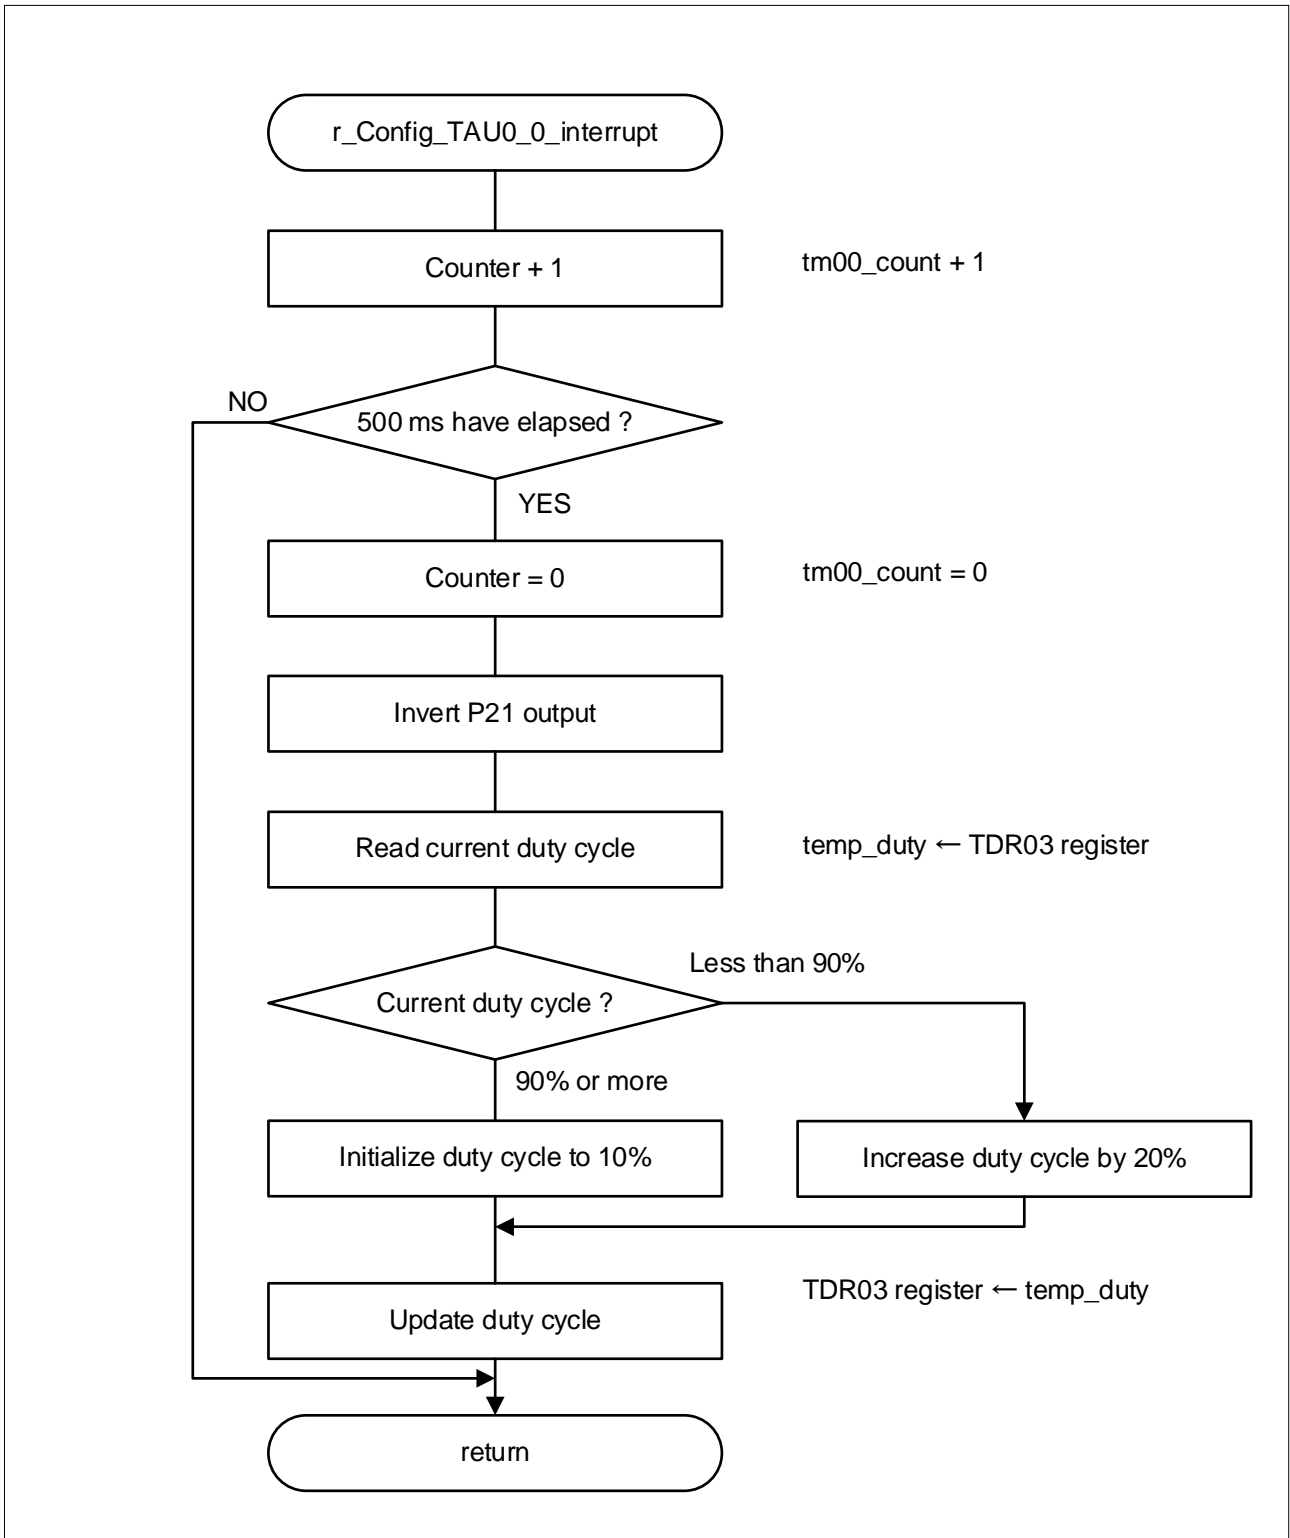 r_Config_TAU0_0_interrupt
Counter + 1
tm00_count + 1
NO
500 ms have elapsed ?
YES
Counter = 0
tm00_count = 0
Invert P21 output
Read current duty cycle
temp_duty ← TDR03 register
Less than 90%
Current duty cycle ?
90% or more
Initialize duty cycle to 10%
Increase duty cycle by 20%
TDR03 register ← temp_duty
Update duty cycle
return